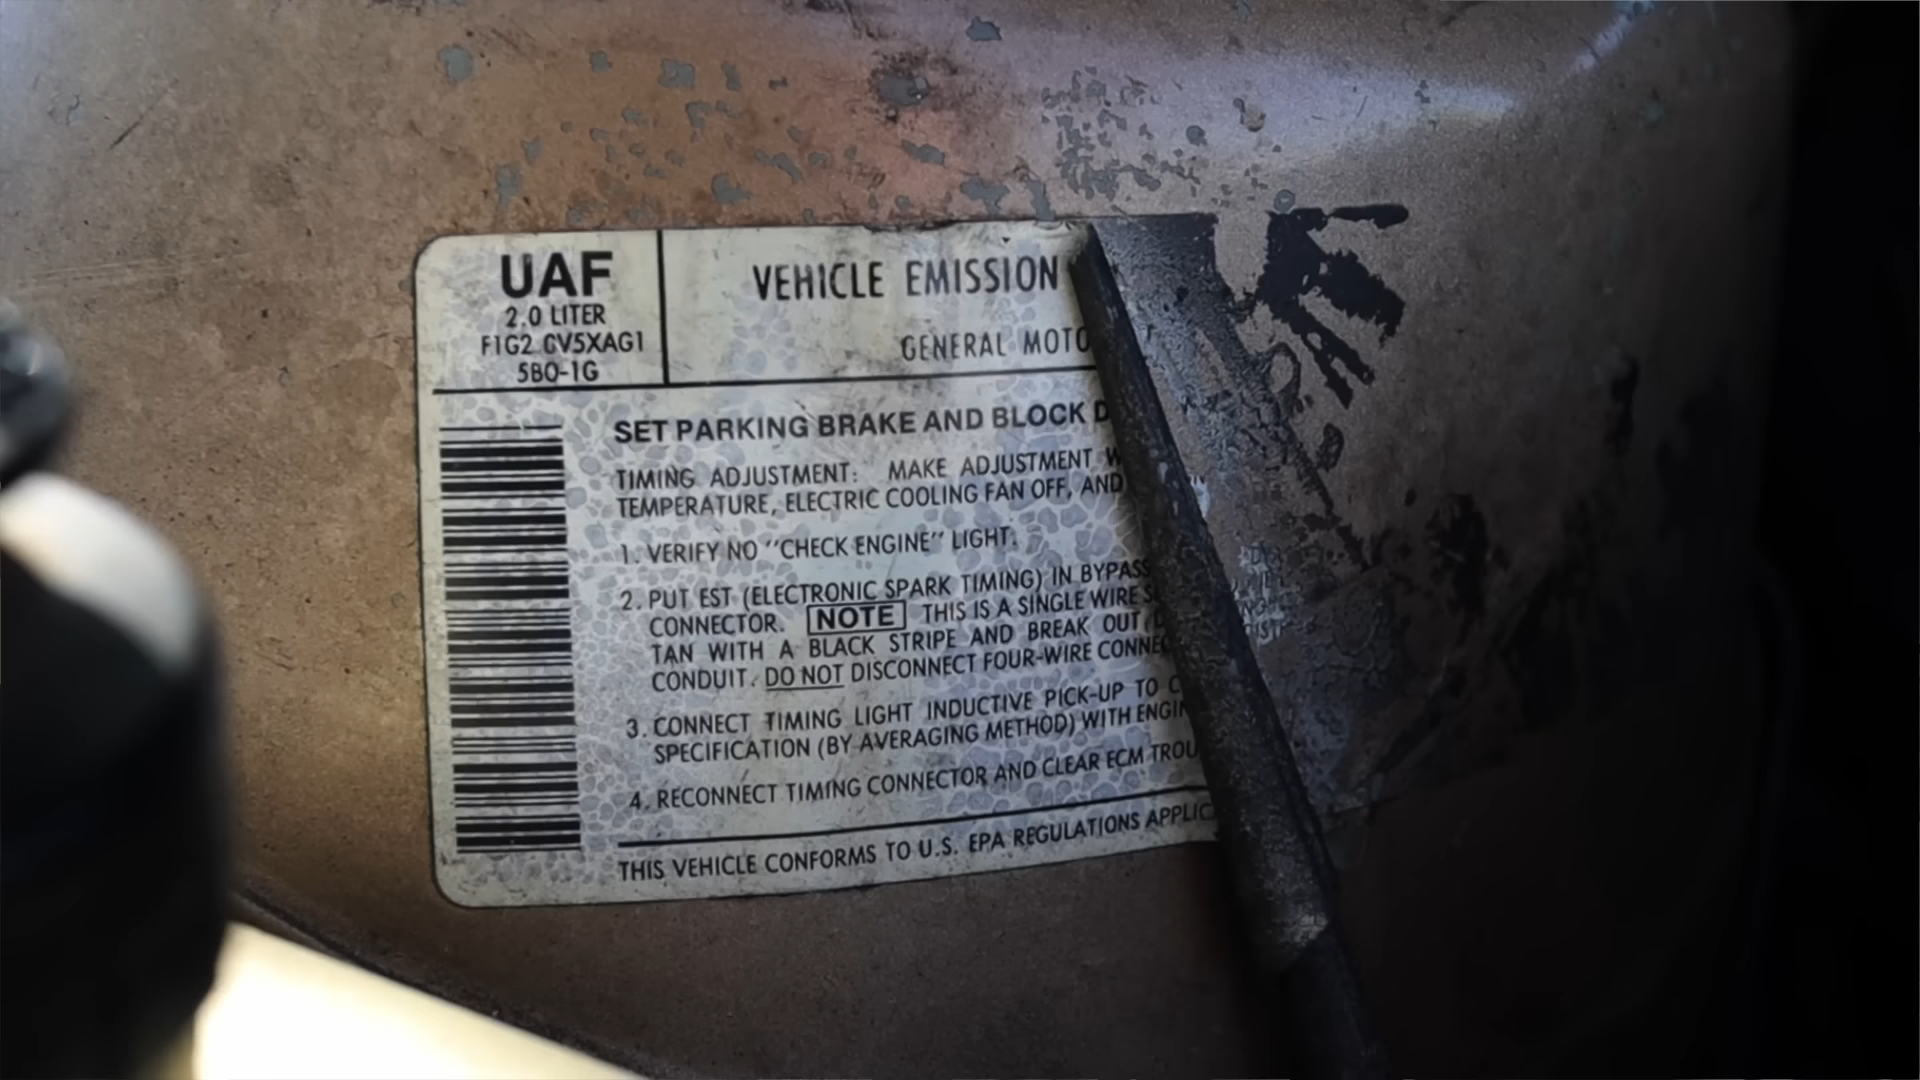 UAF
2.0 LITER
F1G2 CV5XAG1
5BO-1G
VEHICLE EMISSION
GENERAL MOTO
SET PARKING BRAKE AND BLOCK D
TIMING ADJUSTMENT: MAKE ADJUSTMENT W
TEMPERATURE, ELECTRIC COOLING FAN OFF, AND
1. VERIFY NO "CHECK ENGINE" LIGHT.
2. PUT EST (ELECTRONIC SPARK TIMING) IN BYPASS
CONNECTOR. NOTE THIS IS A SINGLE WIRE S
TAN WITH A BLACK STRIPE AND BREAK OUT
CONDUIT. DO NOT DISCONNECT FOUR-WIRE CONNEC
3. CONNECT TIMING LIGHT INDUCTIVE PICK-UP TO C
SPECIFICATION (BY AVERAGING METHOD) WITH ENGIN
4. RECONNECT TIMING CONNECTOR AND CLEAR ECM TROU
THIS VEHICLE CONFORMS TO U.S. EPA REGULATIONS APPLIC